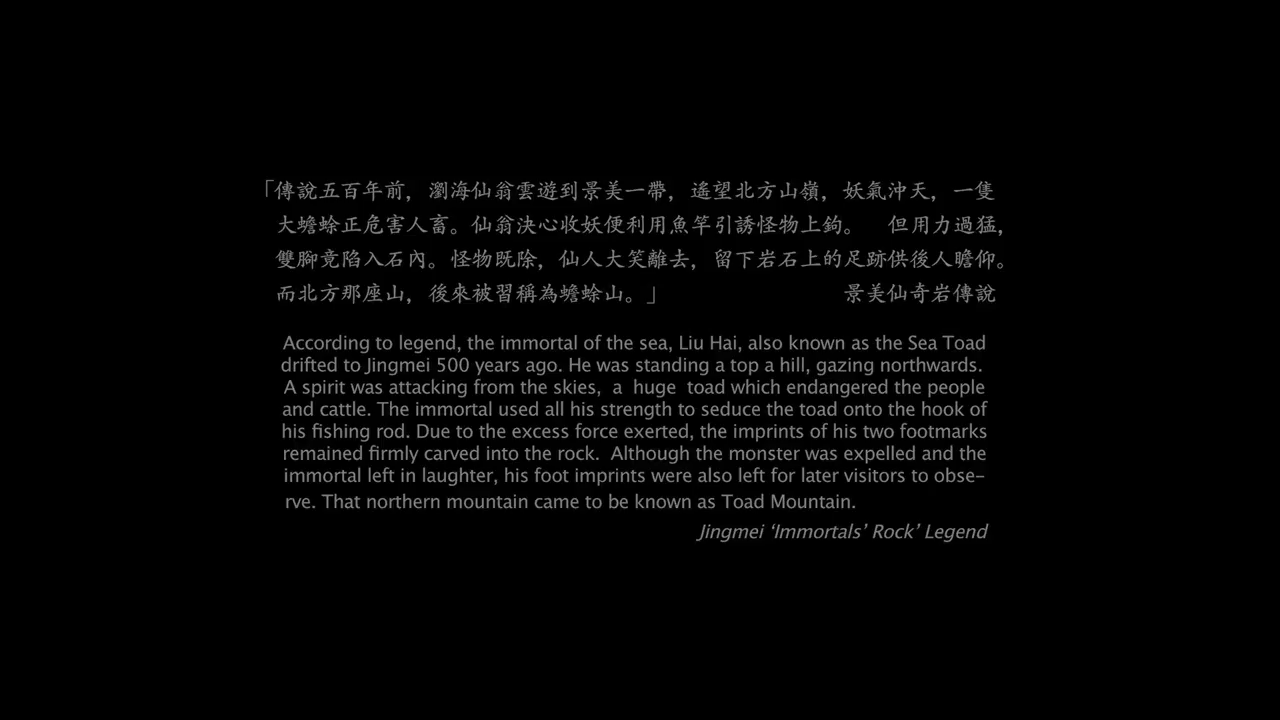 「傳說五百年前，瀏海仙翁雲遊到景美一帶，遙望北方山嶺，妖氣沖天，一隻
大蟾蜍正危害人畜。仙翁決心收妖便利用魚竿引誘怪物上鉤。 但用力過猛，
雙腳竟陷入石內。怪物既除，仙人大笑離去，留下岩石上的足跡供後人瞻仰。
而北方那座山，後來被習稱為蟾蜍山。」 景美仙奇岩傳說
According to legend, the immortal of the sea, Liu Hai, also known as the Sea Toad
drifted to Jingmei 500 years ago. He was standing a top a hill, gazing northwards.
A spirit was attacking from the skies, a huge toad which endangered the people
and cattle. The immortal used all his strength to seduce the toad onto the hook of
his fishing rod. Due to the excess force exerted, the imprints of his two footmarks
remained firmly carved into the rock. Although the monster was expelled and the
immortal left in laughter, his foot imprints were also left for later visitors to obse-
rve. That northern mountain came to be known as Toad Mountain.
Jingmei ‘Immortals’ Rock’ Legend